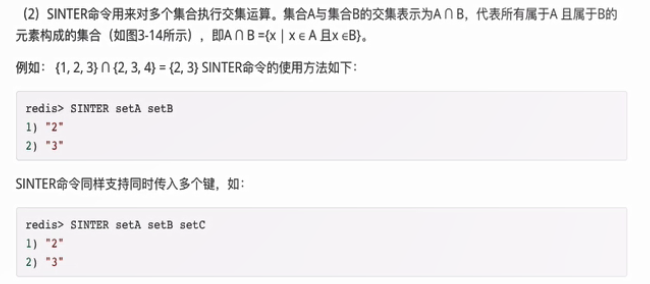 （2）SINTER命令用来对多个集合执行交集运算。集合A与集合B的交集表示为A∩B，代表所有属于A 且属于B的
元素构成的集合（如图3-14所示），即A∩B ={x | x ∈ A 且x ∈B}。
例如：{1, 2, 3}∩{2, 3, 4} = {2, 3} SINTER命令的使用方法如下：
redis> SINTER setA setB
1) "2"
2) "3"
SINTER命令同样支持同时传入多个键，如：
redis> SINTER setA setB setC
1) "2"
2) "3"